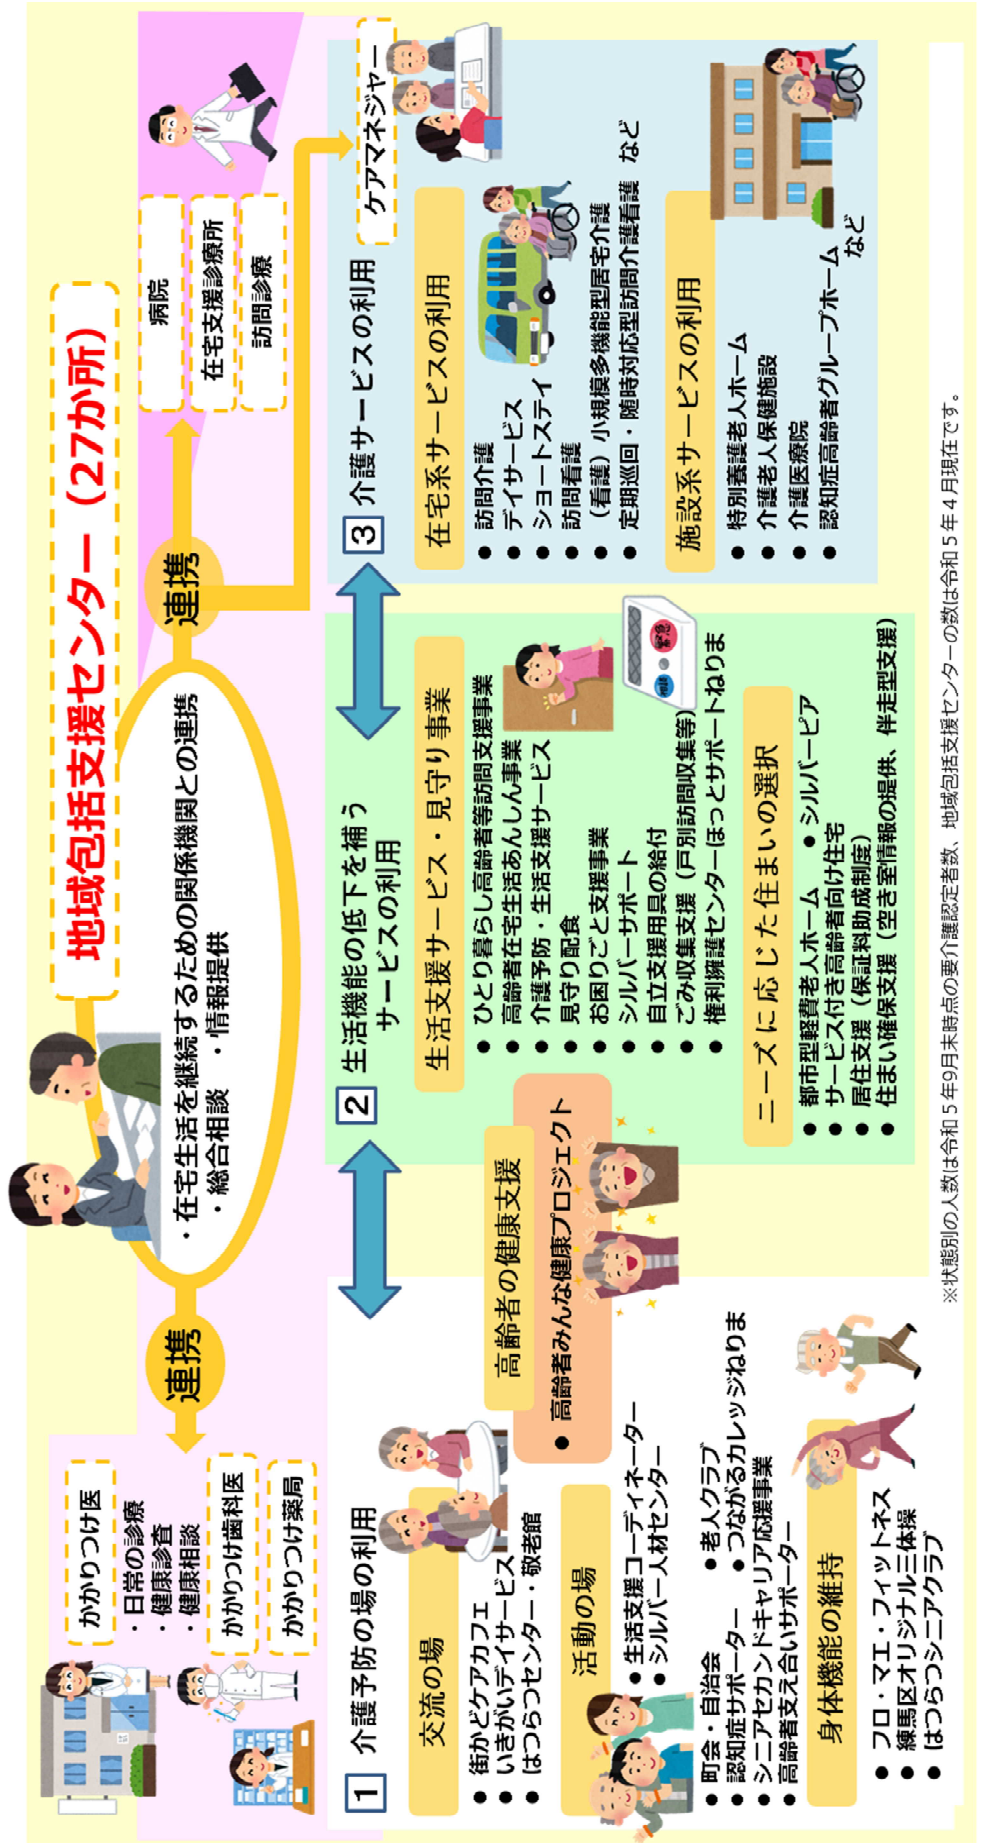 地域包括支援センター（27か所）
・在宅生活を継続するための関係機関との連携
・総合相談　・情報提供
連携
かかりつけ医
・日常の診療
・健康診査
・健康相談
かかりつけ歯科医
かかりつけ薬局
連携
病院
在宅支援診療所
訪問診療
ケアマネジャー
1 介護予防の場の利用
交流の場
● 街かどケアカフェ
● いきがいデイサービス
● はつらつセンター・敬老館
活動の場
● 生活支援コーディネーター
● シルバー人材センター
● 町会・自治会　● 老人クラブ
● 認知症サポーター　● つながるカレッジねりま
● シニアセカンドキャリア応援事業
● 高齢者支え合いサポーター
身体機能の維持
● フロ・マエ・フィットネス
● 練馬区オリジナル三体操
● はつらつシニアクラブ
高齢者の健康支援
● 高齢者みんな健康プロジェクト
2 生活機能の低下を補う
サービスの利用
生活支援サービス・見守り事業
● ひとり暮らし高齢者等訪問支援事業
● 高齢者在宅生活あんしん事業
● 介護予防・生活支援サービス
● 見守り配食
● お困りごと支援事業
● シルバーサポート
● 自立支援用具の給付
● ごみ収集支援（戸別訪問収集等）
● 権利擁護センターほっとサポートねりま
緊急
相談
ニーズに応じた住まいの選択
● 都市型軽費老人ホーム　● シルバーピア
● サービス付き高齢者向け住宅
● 居住支援（保証料助成制度）
● 住まい確保支援（空き室情報の提供、伴走型支援）
3 介護サービスの利用
在宅系サービスの利用
● 訪問介護
● デイサービス
● ショートステイ
● 訪問看護
● （看護）小規模多機能型居宅介護
● 定期巡回・随時対応型訪問介護看護　など
施設系サービスの利用
● 特別養護老人ホーム
● 介護老人保健施設
● 介護医療院
● 認知症高齢者グループホーム
など
※状態別の人数は令和５年9月末時点の要介護認定者数、地域包括支援センターの数は令和５年４月現在です。